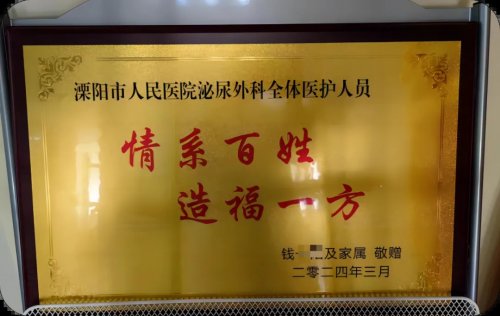 溧阳市人民医院泌尿外科全体医护人员
情系百姓
造福一方
钱 及家属 敬赠
二零二四年三月